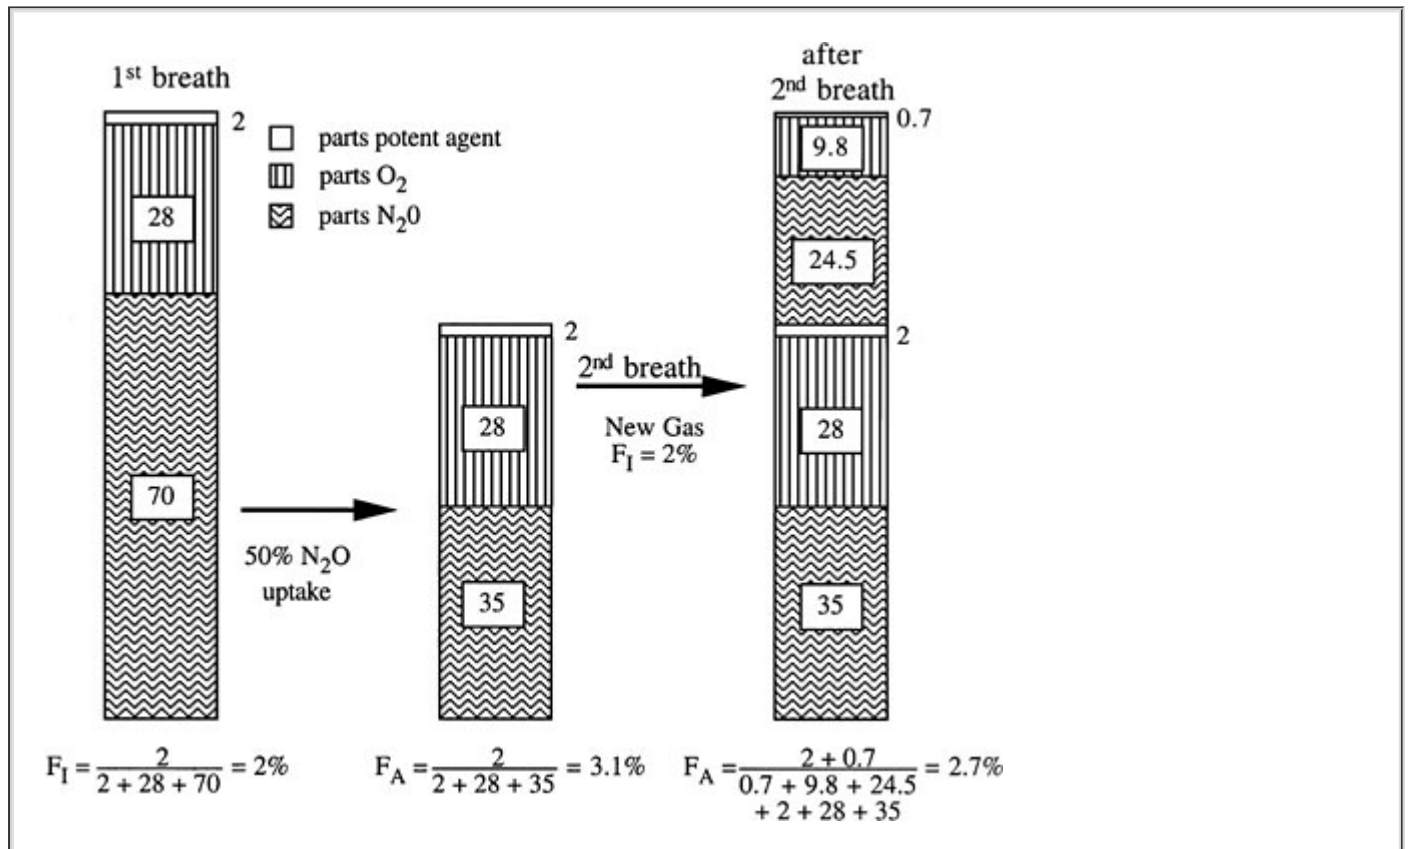 1st breath
2
parts potent agent
parts O2
parts N20
28
70
50% N2O
uptake
FI = 2 / 2 + 28 + 70 = 2%
2
28
35
FA = 2 / 2 + 28 + 35 = 3.1%
2nd breath
New Gas
FI = 2%
after
2nd breath
0.7
9.8
24.5
2
28
35
FA = 2 + 0.7 / 0.7 + 9.8 + 24.5
+ 2 + 28 + 35 = 2.7%